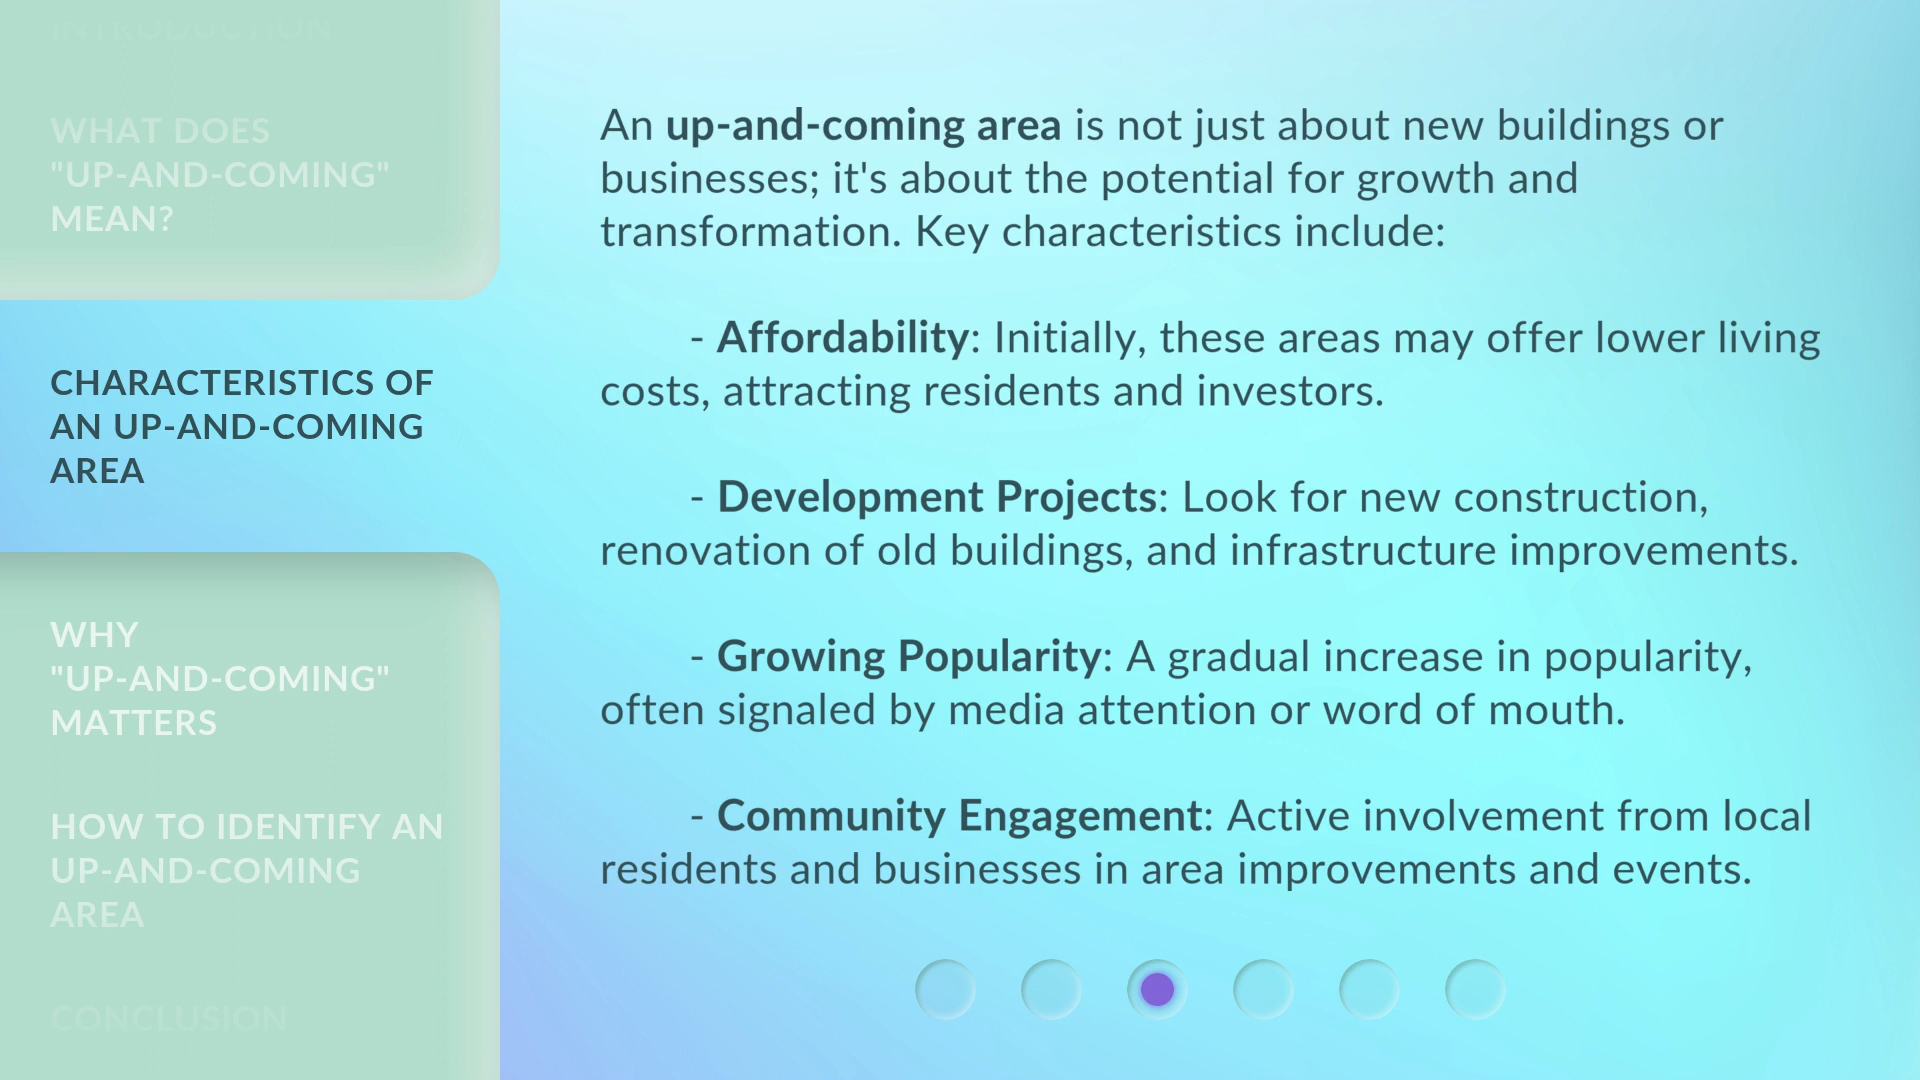 INTRODUCTION
WHAT DOES
"UP-AND-COMING"
MEAN?
CHARACTERISTICS OF
AN UP-AND-COMING
AREA
WHY
"UP-AND-COMING"
MATTERS
HOW TO IDENTIFY AN
UP-AND-COMING
AREA
CONCLUSION
An up-and-coming area is not just about new buildings or
businesses; it's about the potential for growth and
transformation. Key characteristics include:
- Affordability: Initially, these areas may offer lower living
costs, attracting residents and investors.
- Development Projects: Look for new construction,
renovation of old buildings, and infrastructure improvements.
- Growing Popularity: A gradual increase in popularity,
often signaled by media attention or word of mouth.
- Community Engagement: Active involvement from local
residents and businesses in area improvements and events.